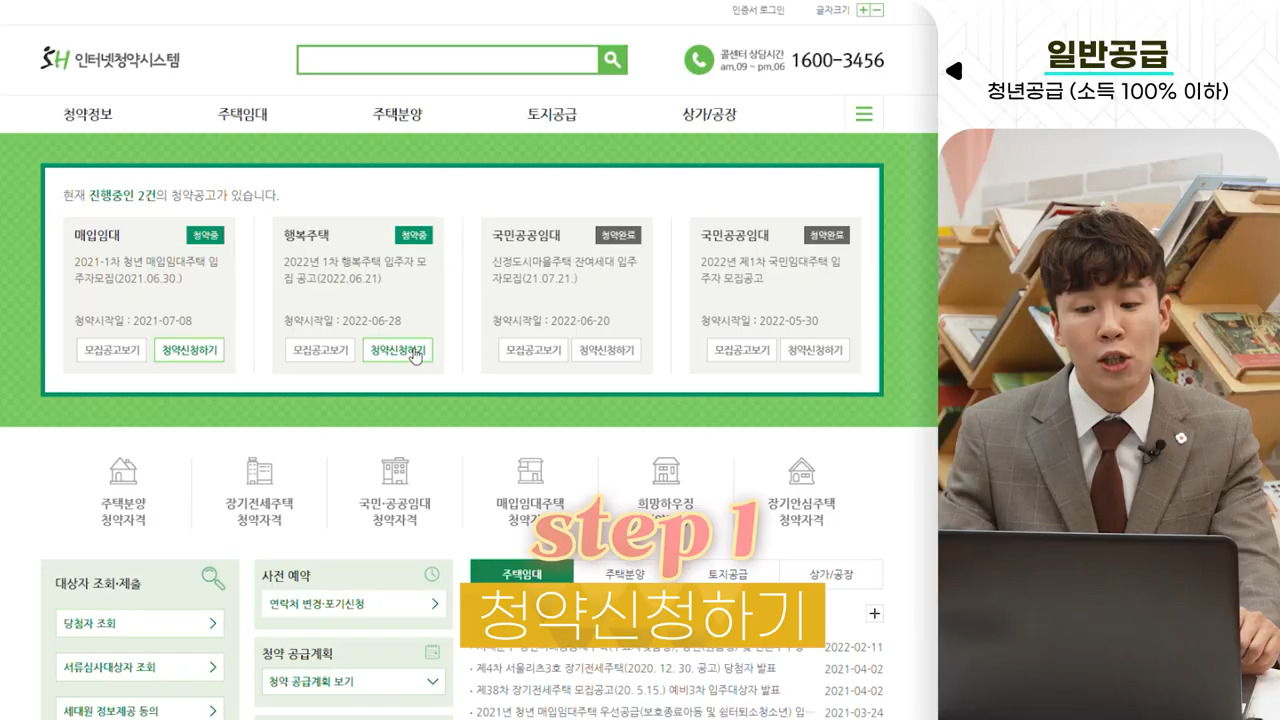 인증서 로그인
글자크기
SH 인터넷청약시스템
콜센터 상담시간
am.09 ~ pm.06
1600-3456
청약정보
주택임대
주택분양
토지공급
상가/공장
현재 진행중인 2건의 청약공고가 있습니다.
매입임대
청약중
2021-1차 청년 매입임대주택 입
주자모집(2021.06.30.)
청약시작일 : 2021-07-08
모집공고보기
청약신청하기
행복주택
청약중
2022년 1차 행복주택 입주자 모
집 공고(2022.06.21)
청약시작일 : 2022-06-28
모집공고보기
청약신청하기
국민공공임대
청약완료
신정도시마을주택 잔여세대 입주
자모집(21.07.21.)
청약시작일 : 2022-06-20
모집공고보기
청약신청하기
국민공공임대
청약완료
2022년 제1차 국민임대주택 입
주자 모집공고
청약시작일 : 2022-05-30
모집공고보기
청약신청하기
주택분양
청약자격
장기전세주택
청약자격
국민·공공임대
청약자격
매입임대주택
희망하우징
장기안심주택
청약자격
대상자 조회·제출
당첨자 조회
서류심사대상자 조회
세대원 정보제공 동의
사전 예약
연락처 변경·포기신청
청약 공급계획
청약 공급계획 보기
주택임대
주택분양
토지공급
상가/공장
2022-02-11
· 제4차 서울리츠3호 장기전세주택(2020. 12. 30. 공고) 당첨자 발표
2021-04-02
· 제38차 장기전세주택 모집공고(20. 5.15.) 예비3차 입주대상자 발표
2021-04-02
· 2021년 청년 매입임대주택 우선공급(보호종료아동 및 쉼터퇴소청소년) 입···
2021-03-24
step 1
청약신청하기
일반공급
청년공급 (소득 100% 이하)